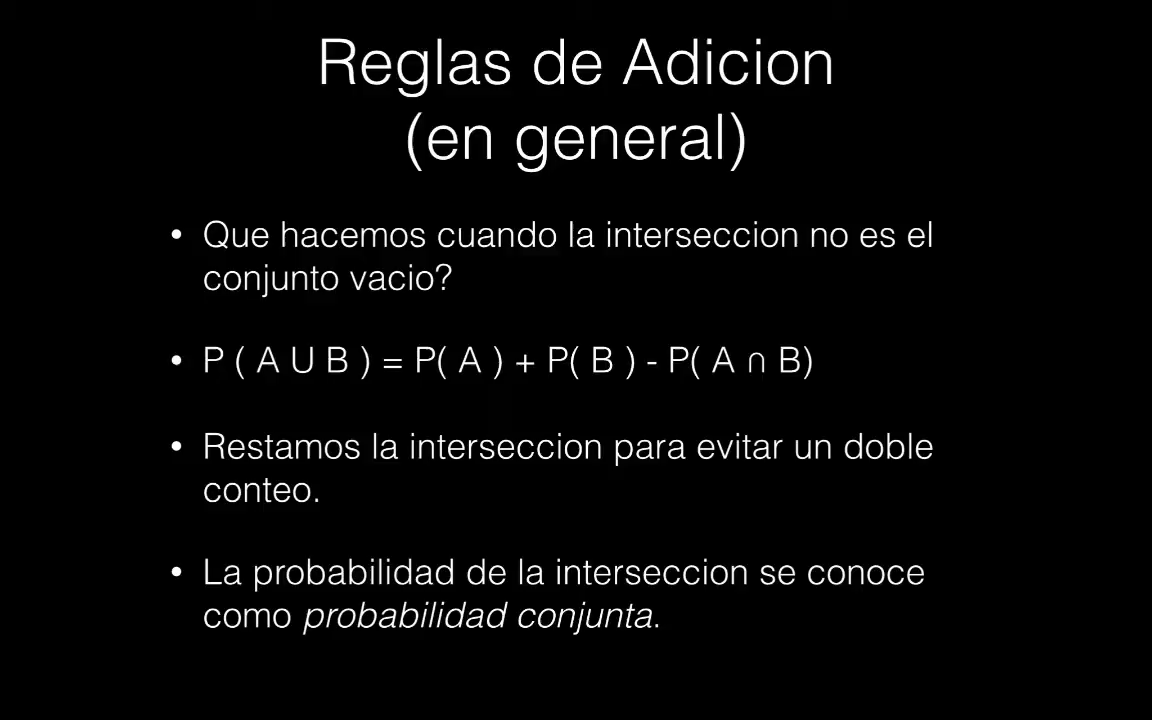 Reglas de Adicion
(en general)
• Que hacemos cuando la interseccion no es el
conjunto vacio?
• P ( A U B ) = P( A ) + P( B ) - P( A ∩ B)
• Restamos la interseccion para evitar un doble
conteo.
• La probabilidad de la interseccion se conoce
como probabilidad conjunta.